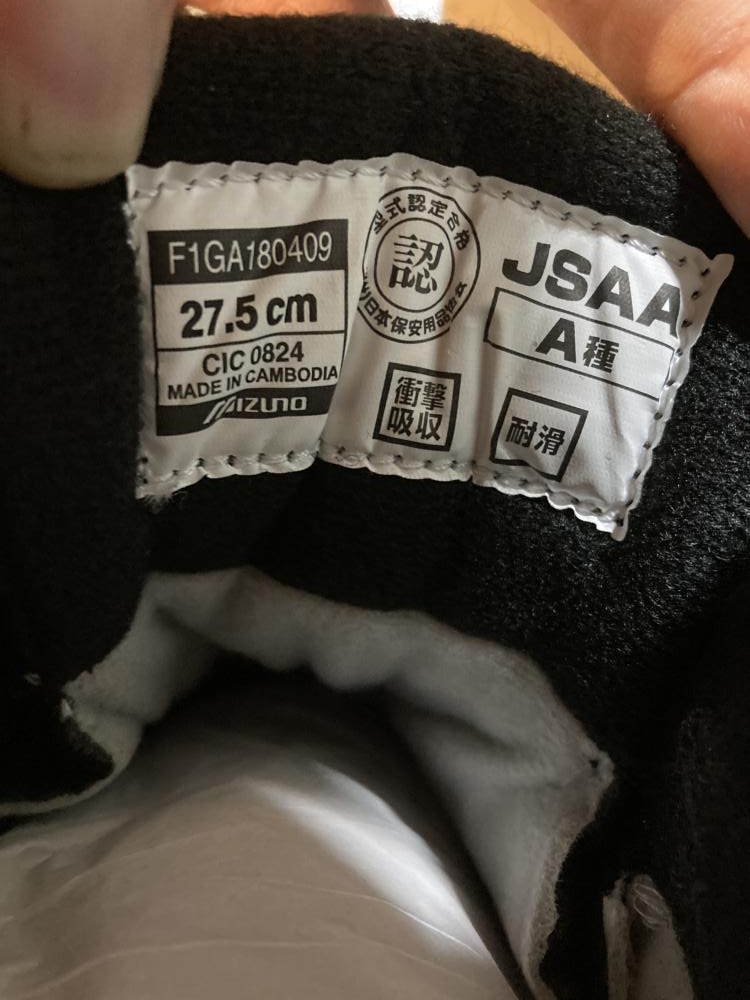 F1GA180409
27.5 cm
CIC 0824
MADE IN CAMBODIA
MIZUNO
型式認定合格
認
日本保安用品協会
JSAA
A種
衝撃
吸収
耐滑